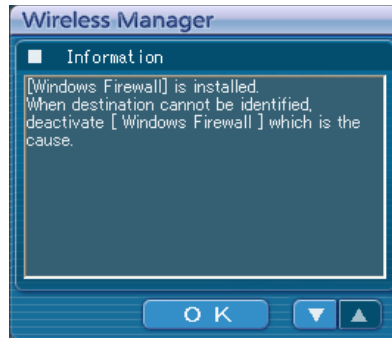 Wireless Manager
Information
[Windows Firewall] is installed.
When destination cannot be identified,
deactivate [ Windows Firewall ] which is the
cause.
O K